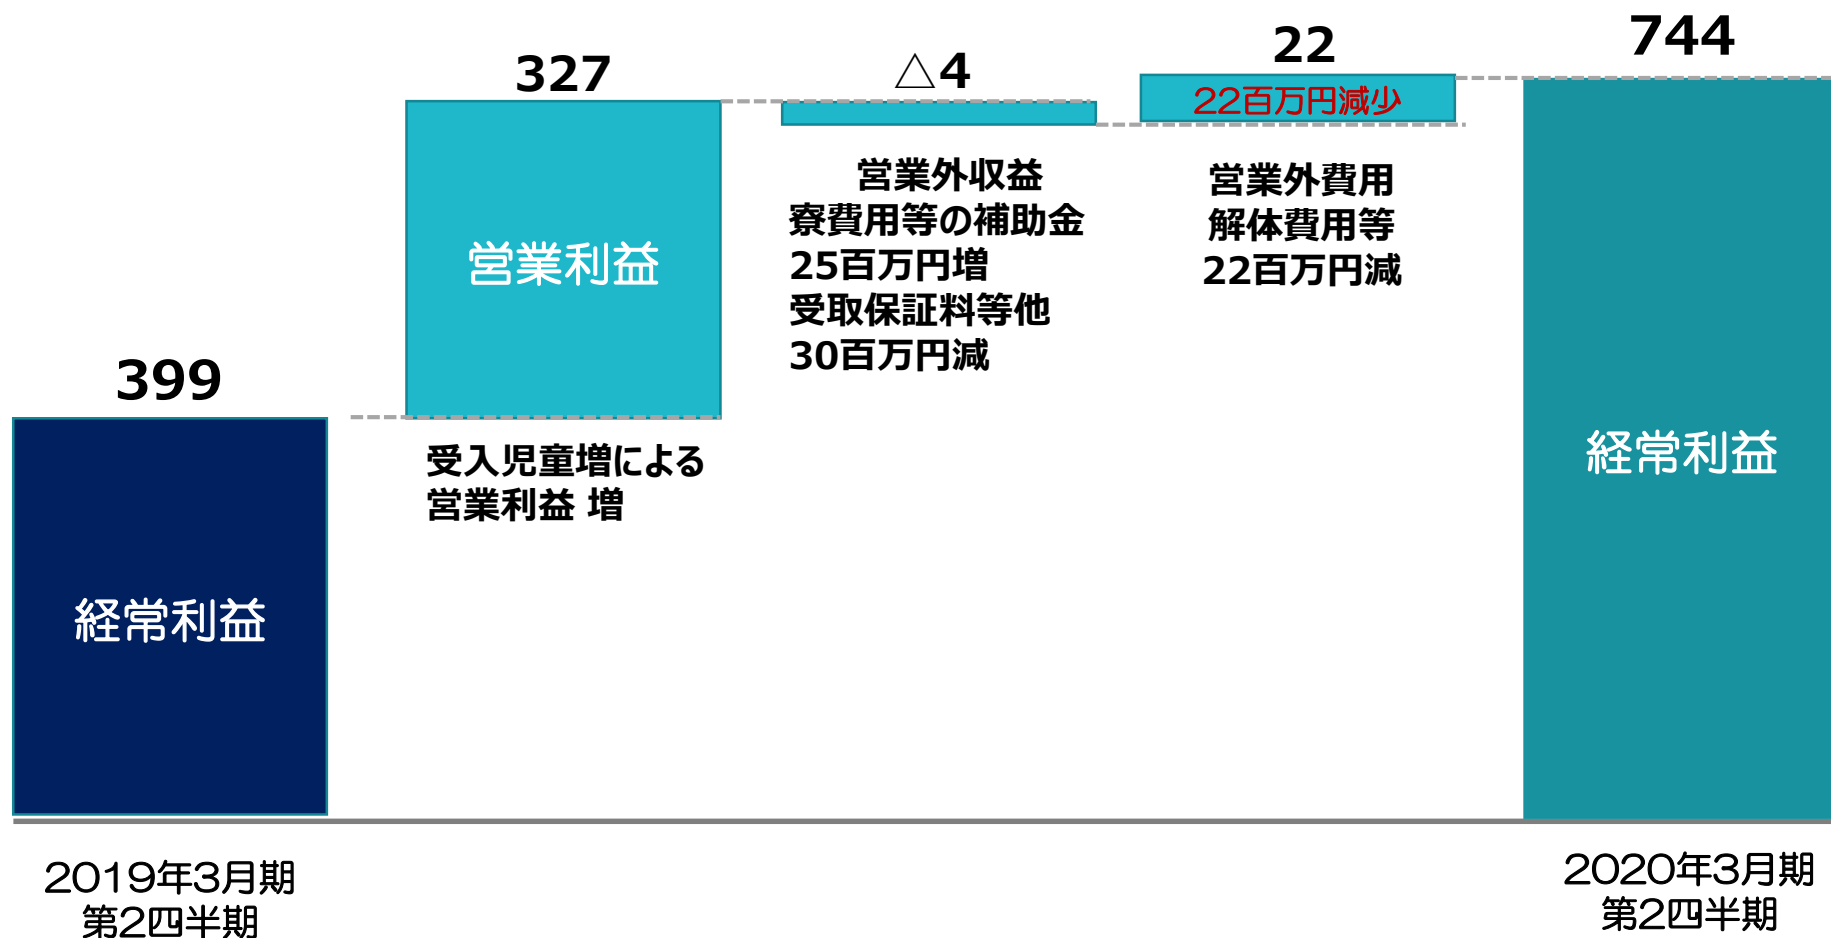 399
経常利益
2019年3月期
第2四半期
327
営業利益
受入児童増による
営業利益 増
△4
営業外収益
寮費用等の補助金
25百万円増
受取保証料等他
30百万円減
22
22百万円減少
営業外費用
解体費用等
22百万円減
744
経常利益
2020年3月期
第2四半期